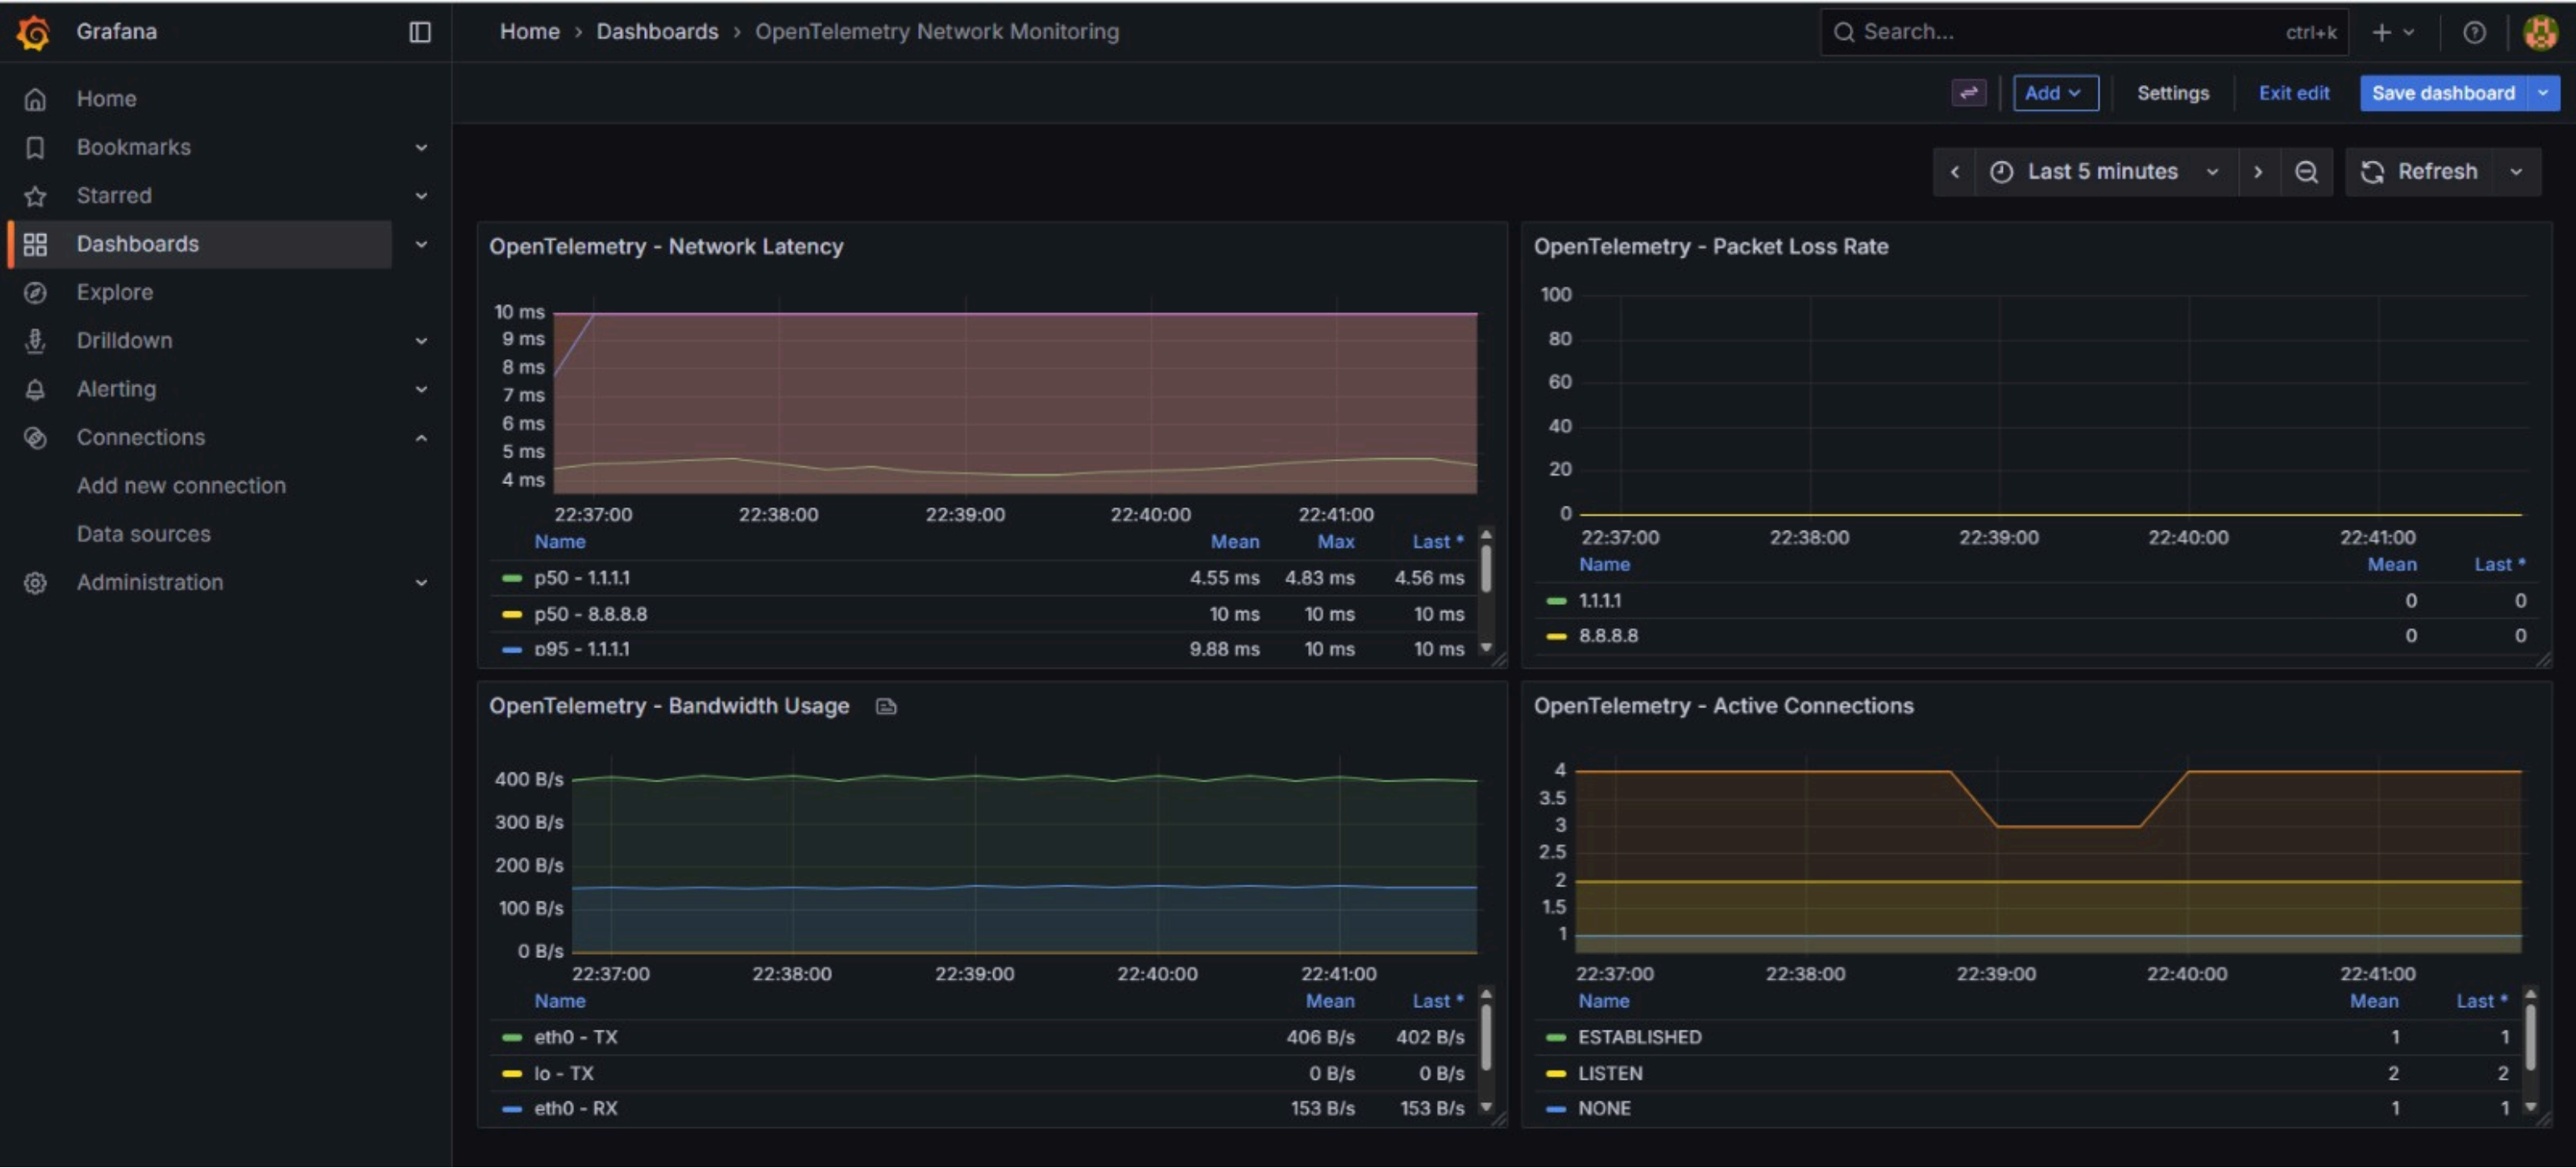 Grafana
Home › Dashboards › OpenTelemetry Network Monitoring
Search... ctrl+k
Add Settings Exit edit Save dashboard
Home
Bookmarks
Starred
Dashboards
Explore
Drilldown
Alerting
Connections
Add new connection
Data sources
Administration
Last 5 minutes Refresh
OpenTelemetry - Network Latency
10 ms
9 ms
8 ms
7 ms
6 ms
5 ms
4 ms
22:37:00 22:38:00 22:39:00 22:40:00 22:41:00
Name Mean Max Last *
p50 - 1.1.1.1 4.55 ms 4.83 ms 4.56 ms
p50 - 8.8.8.8 10 ms 10 ms 10 ms
p95 - 1.1.1.1 9.88 ms 10 ms 10 ms
OpenTelemetry - Packet Loss Rate
100
80
60
40
20
0
22:37:00 22:38:00 22:39:00 22:40:00 22:41:00
Name Mean Last *
1.1.1.1 0 0
8.8.8.8 0 0
OpenTelemetry - Bandwidth Usage
400 B/s
300 B/s
200 B/s
100 B/s
0 B/s
22:37:00 22:38:00 22:39:00 22:40:00 22:41:00
Name Mean Last *
eth0 - TX 406 B/s 402 B/s
lo - TX 0 B/s 0 B/s
eth0 - RX 153 B/s 153 B/s
OpenTelemetry - Active Connections
4
3.5
3
2.5
2
1.5
1
22:37:00 22:38:00 22:39:00 22:40:00 22:41:00
Name Mean Last *
ESTABLISHED 1 1
LISTEN 2 2
NONE 1 1